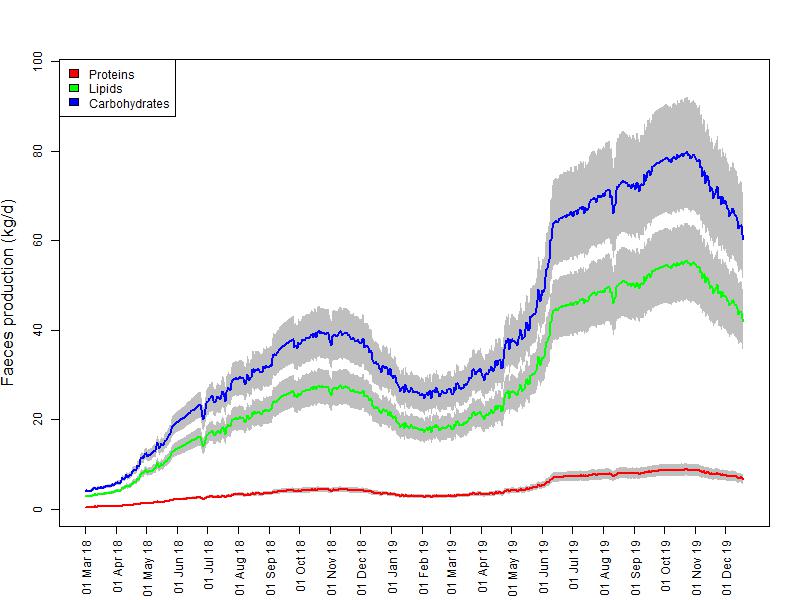 Proteins
Lipids
Carbohydrates
Faeces production (kg/d)
100
80
60
40
20
0
01 Mar 18
01 Apr 18
01 May 18
01 Jun 18
01 Jul 18
01 Aug 18
01 Sep 18
01 Oct 18
01 Nov 18
01 Dec 18
01 Jan 19
01 Feb 19
01 Mar 19
01 Apr 19
01 May 19
01 Jun 19
01 Jul 19
01 Aug 19
01 Sep 19
01 Oct 19
01 Nov 19
01 Dec 19